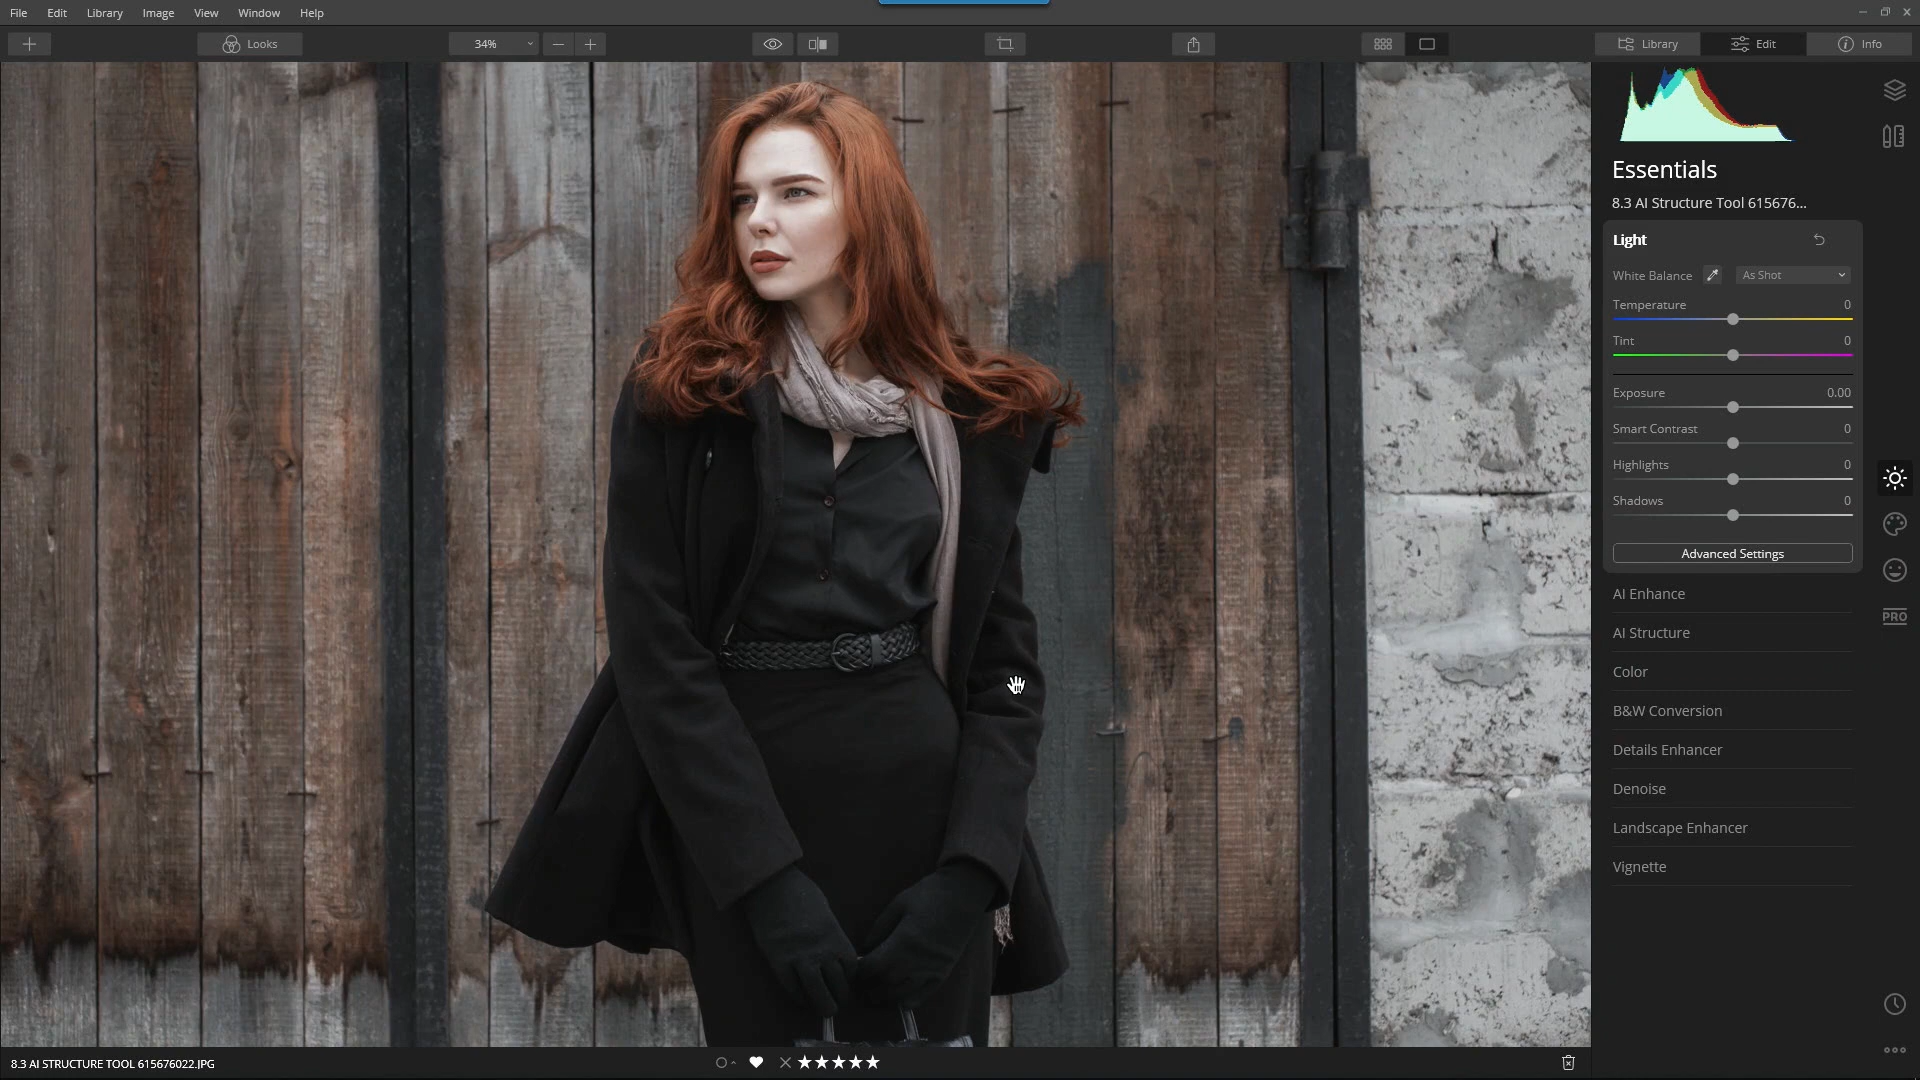 File Edit Library Image View Window Help
Looks 34% Library Edit Info
Essentials
8.3 AI Structure Tool 615676...
Light
White Balance As Shot
Temperature 0
Tint 0
Exposure 0.00
Smart Contrast 0
Highlights 0
Shadows 0
Advanced Settings
AI Enhance
AI Structure
Color
B&W Conversion
Details Enhancer
Denoise
Landscape Enhancer
Vignette
PRO
8.3 AI STRUCTURE TOOL 615676022.JPG